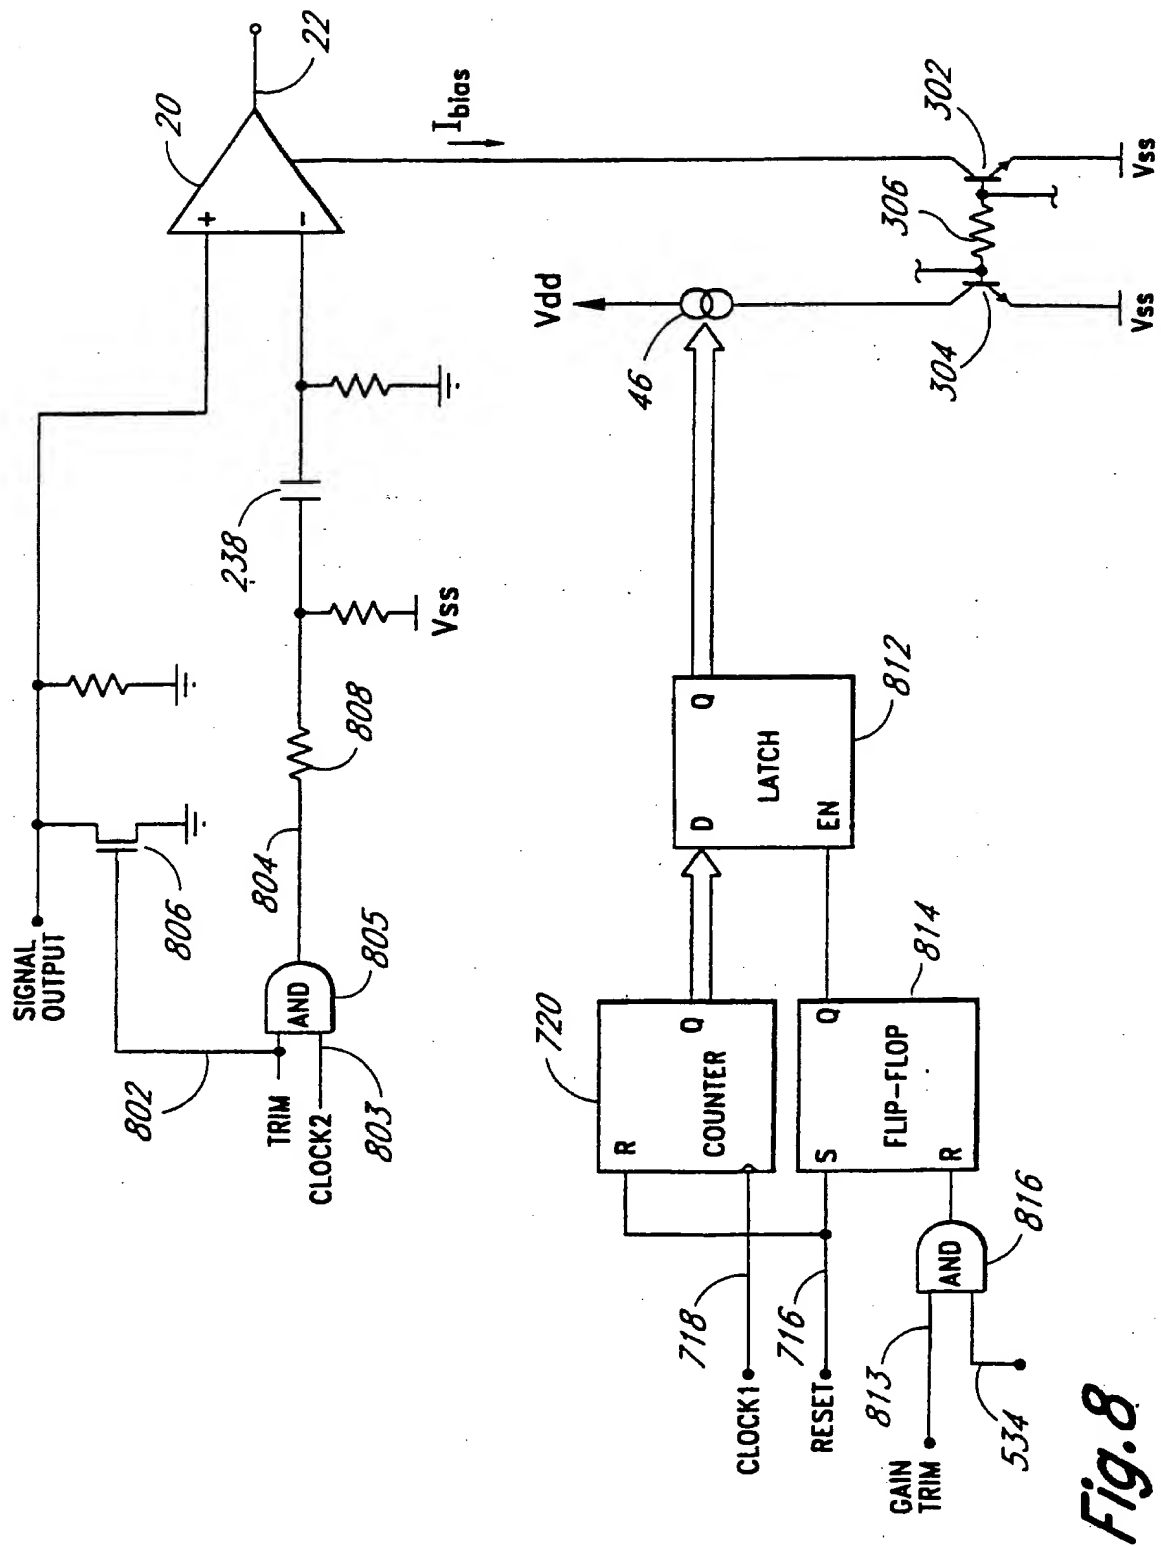 22
20
I bias
302
+
-
306
Vdd
46
304
Vss
Vss
238
Vss
812
Q
LATCH
D
EN
808
804
SIGNAL
OUTPUT
806
805
AND
814
720
Q
COUNTER
R
Q
FLIP-FLOP
S
R
802
TRIM
CLOCK2
803
816
AND
718
716
CLOCK1
RESET
813
534
GAIN
TRIM
Fig. 8